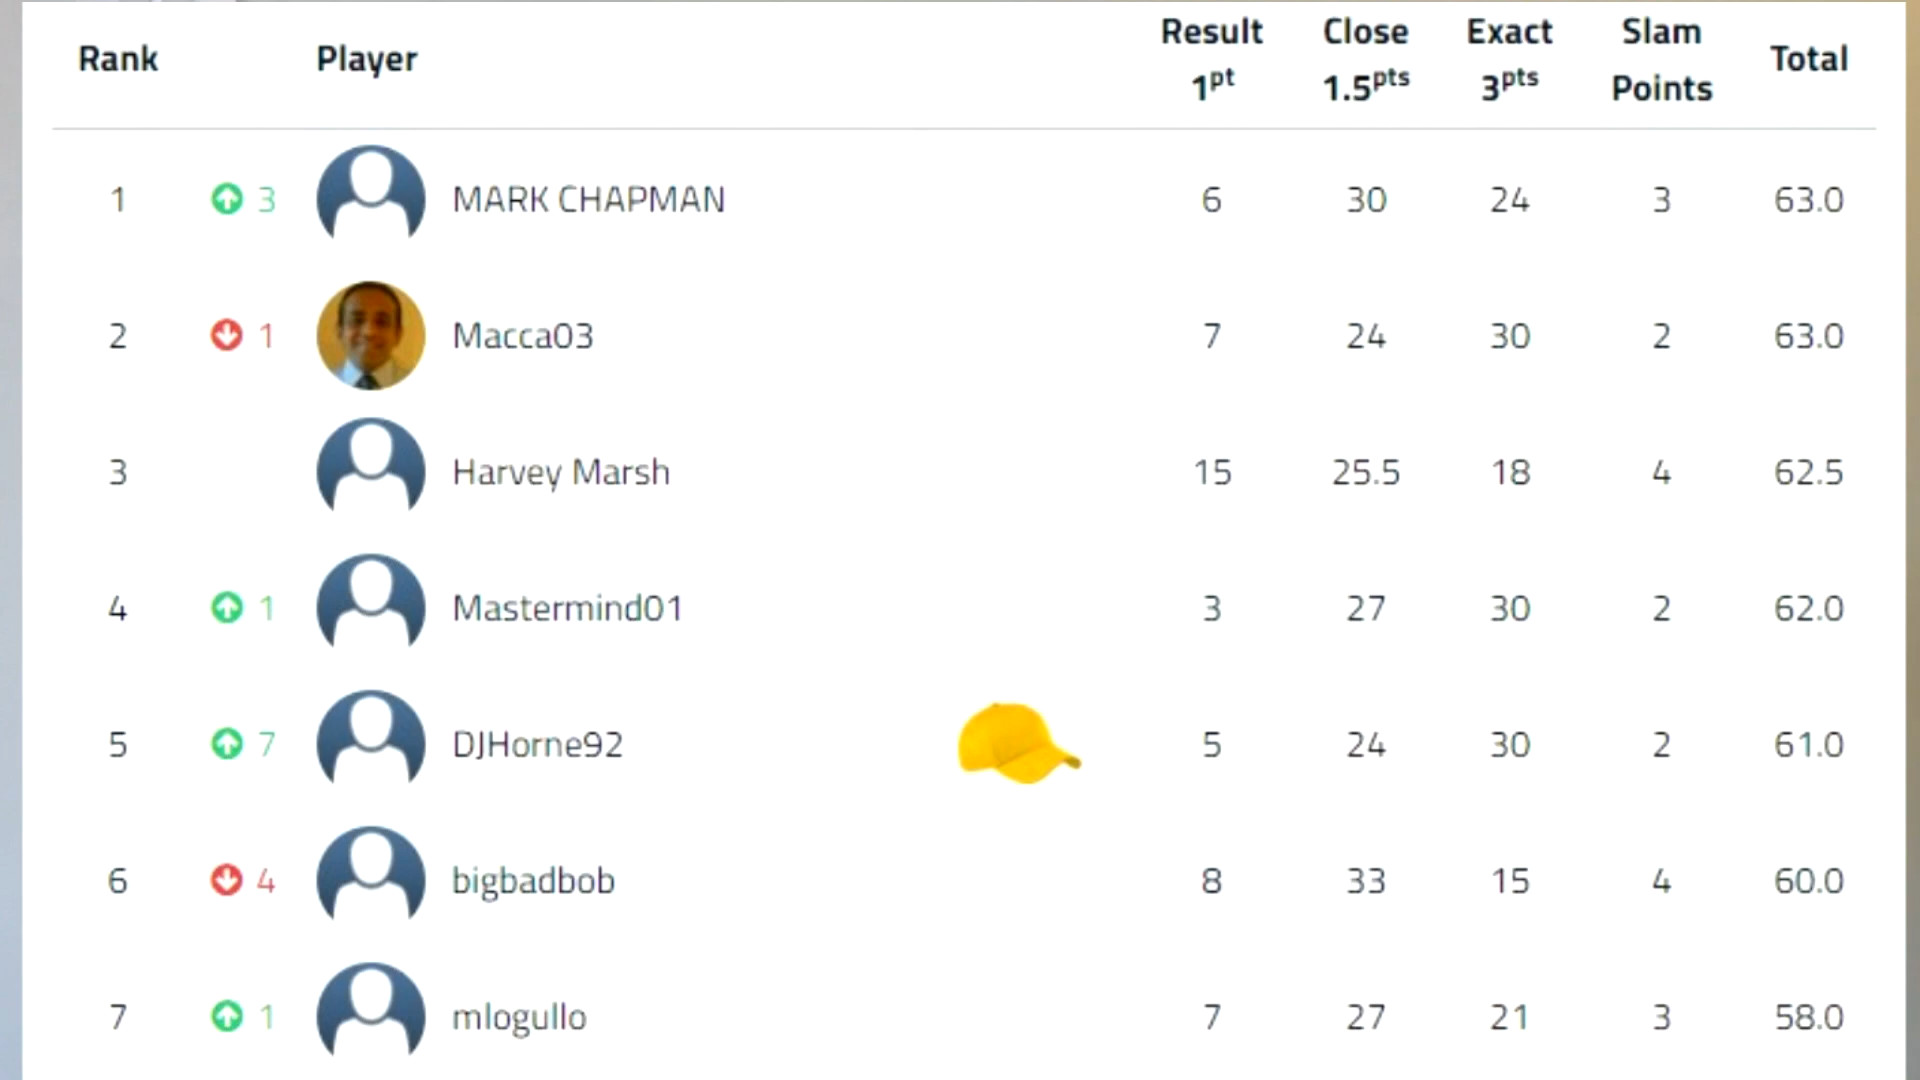 Rank Player Result 1pt Close 1.5pts Exact 3pts Slam Points Total
1 3 MARK CHAPMAN 6 30 24 3 63.0
2 1 Macca03 7 24 30 2 63.0
3 Harvey Marsh 15 25.5 18 4 62.5
4 1 Mastermind01 3 27 30 2 62.0
5 7 DJHorne92 5 24 30 2 61.0
6 4 bigbadbob 8 33 15 4 60.0
7 1 mlogullo 7 27 21 3 58.0